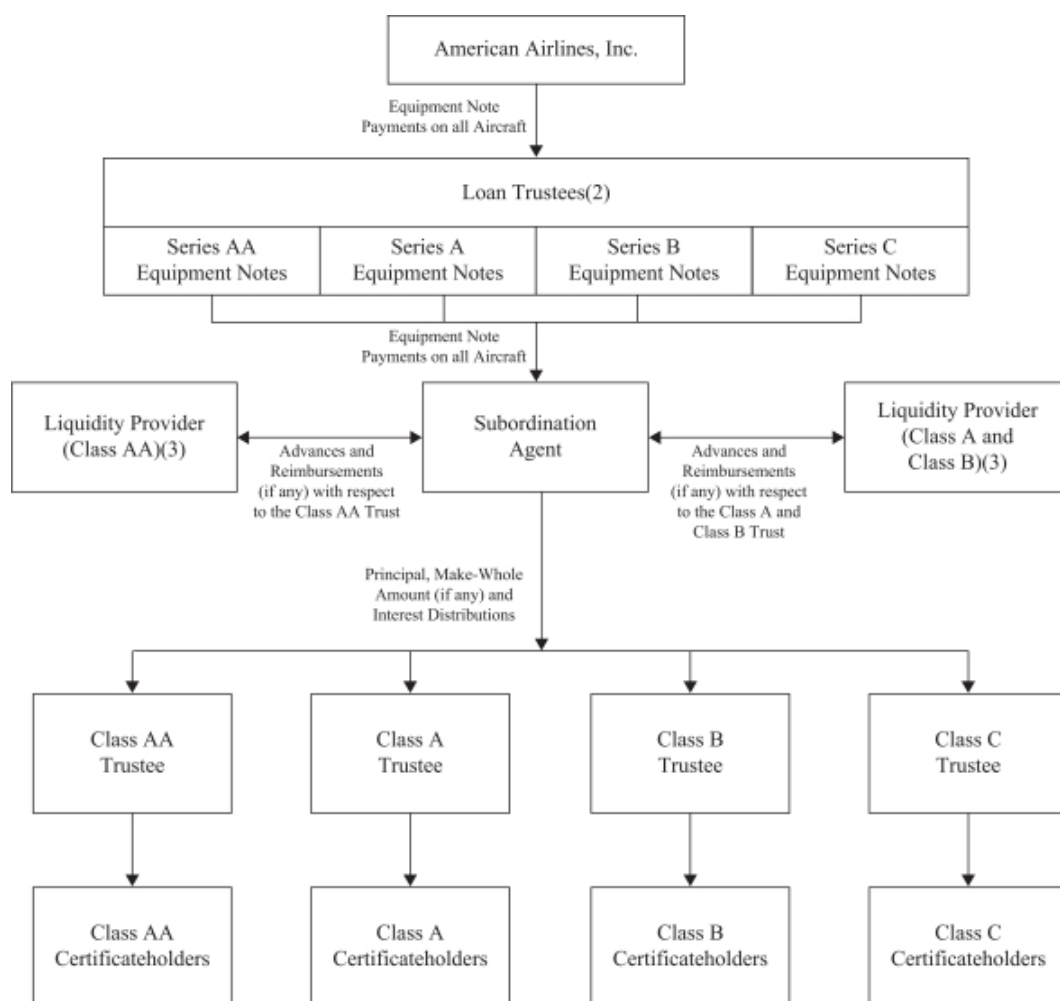 American Airlines, Inc.
Equipment Note
Payments on all Aircraft
Loan Trustees(2)
Series AA
Equipment Notes
Series A
Equipment Notes
Series B
Equipment Notes
Series C
Equipment Notes
Equipment Note
Payments on all Aircraft
Liquidity Provider
(Class AA)(3)
Advances and
Reimbursements
(if any) with respect
to the Class AA Trust
Subordination
Agent
Advances and
Reimbursements
(if any) with respect
to the Class A and
Class B Trust
Liquidity Provider
(Class A and
Class B)(3)
Principal, Make-Whole
Amount (if any) and
Interest Distributions
Class AA
Trustee
Class A
Trustee
Class B
Trustee
Class C
Trustee
Class AA
Certificateholders
Class A
Certificateholders
Class B
Certificateholders
Class C
Certificateholders